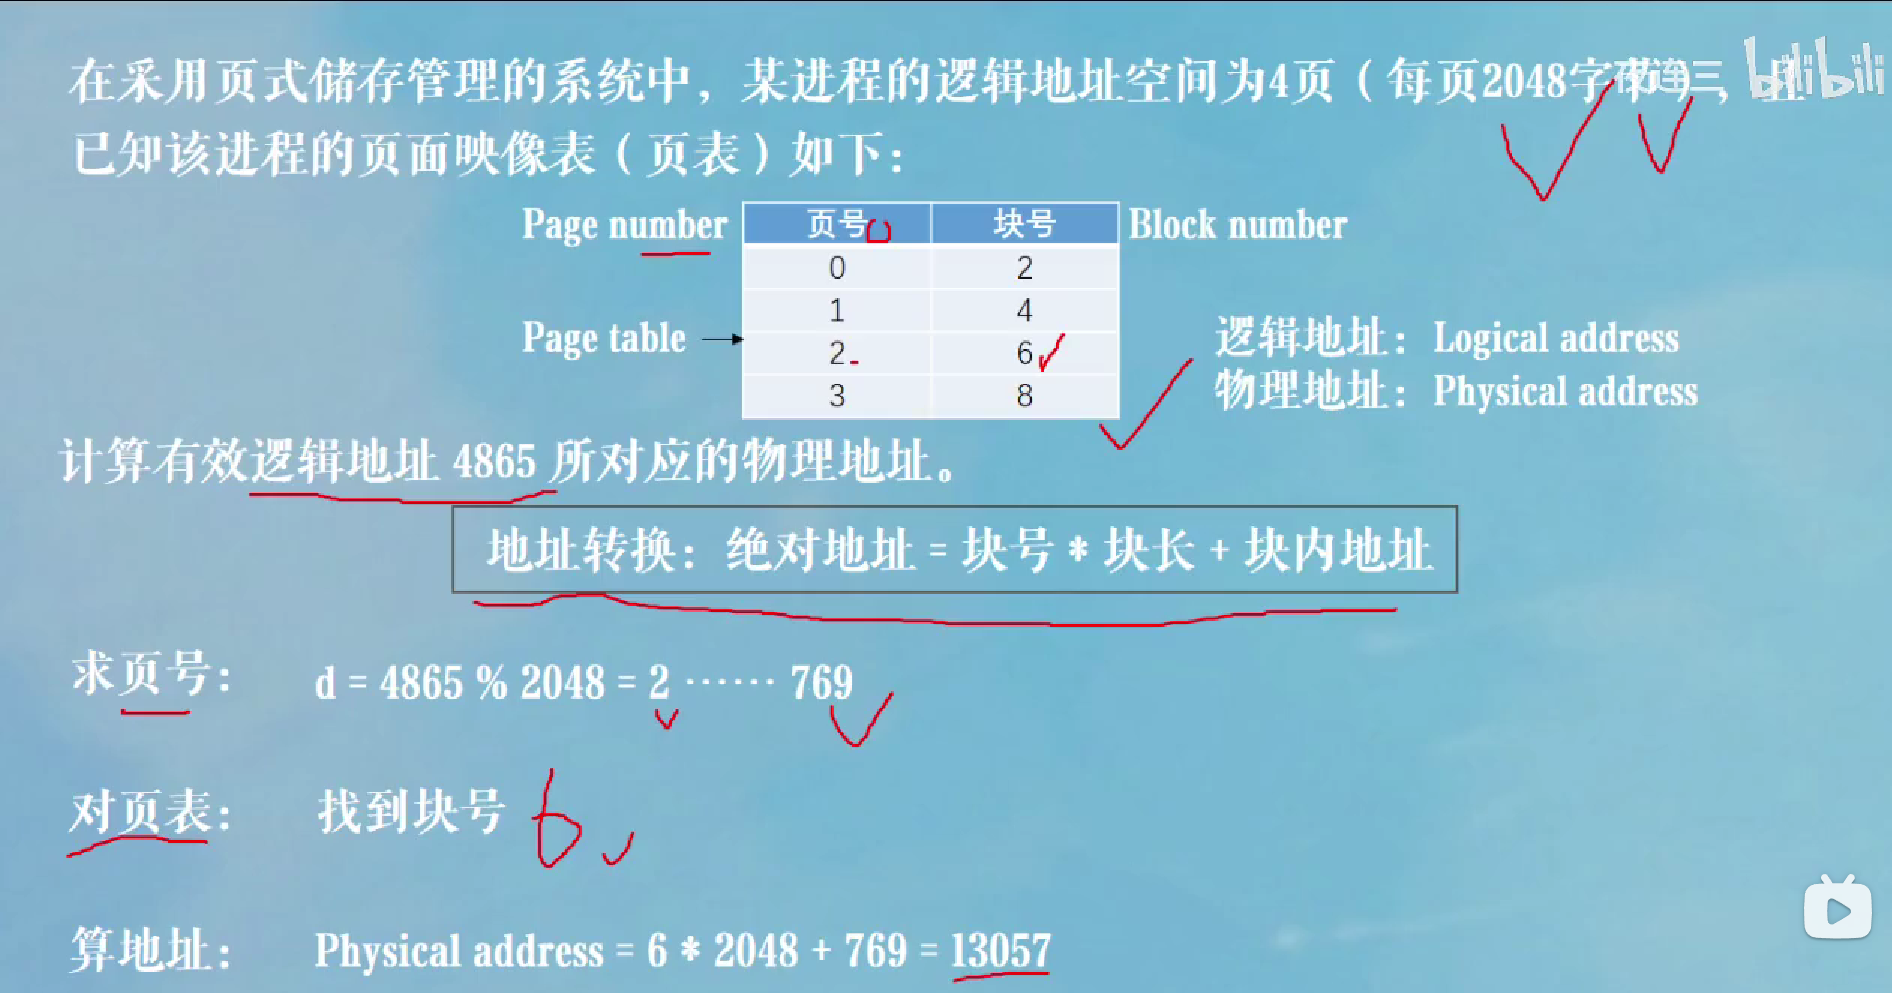 在采用页式储存管理的系统中，某进程的逻辑地址空间为4页（每页2048字节），且
bilibili
已知该进程的页面映像表（页表）如下：
Page number 页号 块号 Block number
0 2
1 4
Page table 2 6
3 8
逻辑地址：Logical address
物理地址：Physical address
计算有效逻辑地址 4865 所对应的物理地址。
地址转换：绝对地址 = 块号 * 块长 + 块内地址
求页号： d = 4865 % 2048 = 2 ······ 769
对页表： 找到块号 6
算地址： Physical address = 6 * 2048 + 769 = 13057